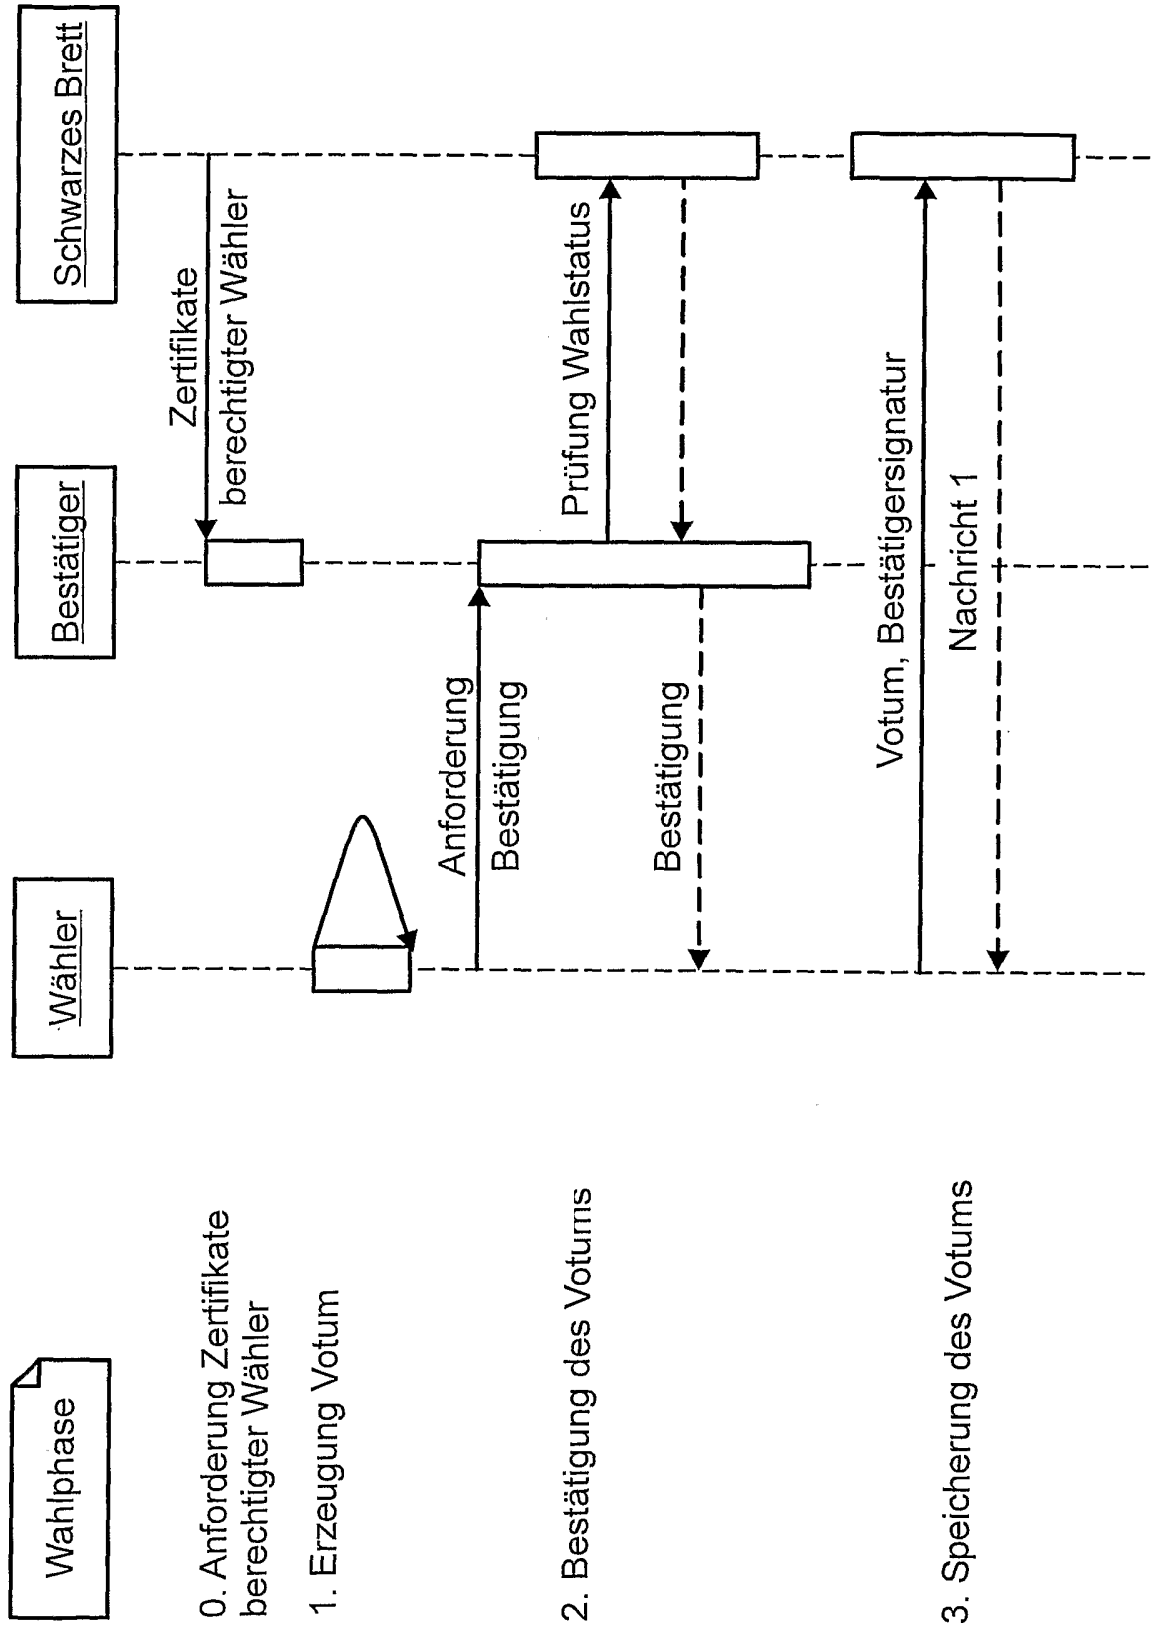 Wahlphase
Wähler
Bestätiger
Schwarzes Brett
0. Anforderung Zertifikate
berechtigter Wähler
Zertifikate
berechtigter Wähler
1. Erzeugung Votum
Anforderung
Bestätigung
2. Bestätigung des Votums
Prüfung Wahlstatus
Bestätigung
Votum, Bestätigersignatur
3. Speicherung des Votums
Nachricht 1